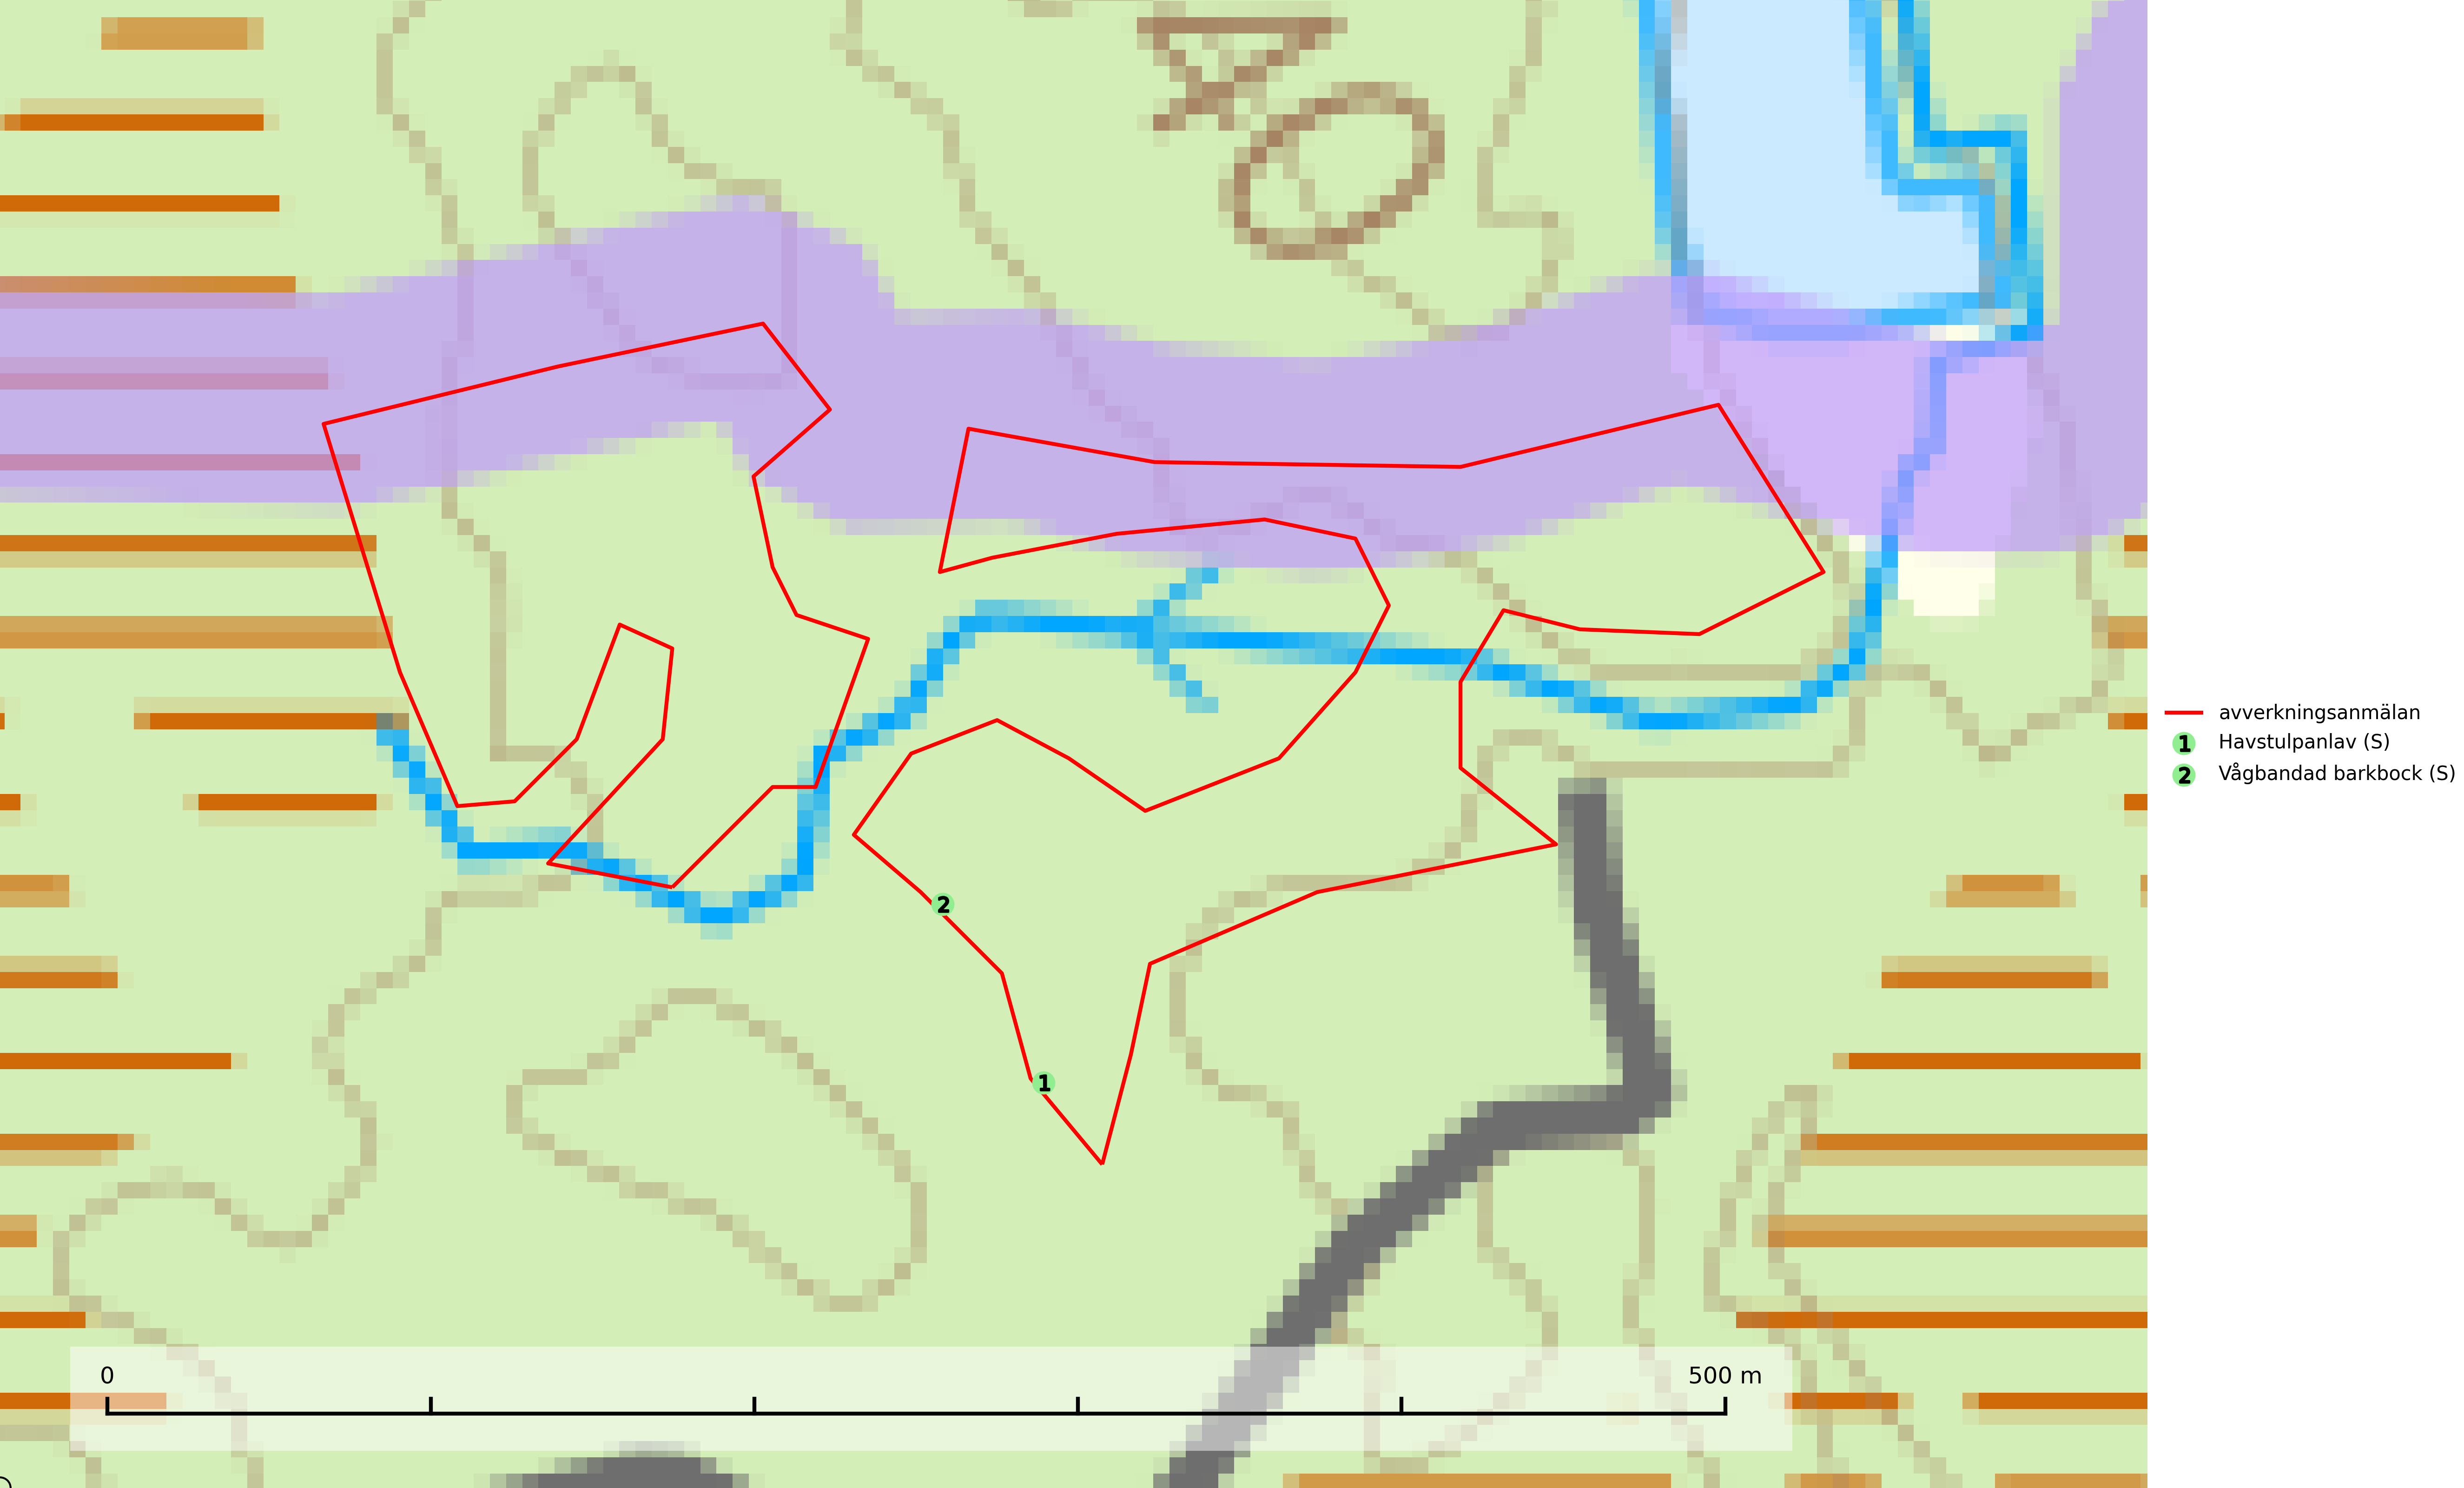 2
1
0
500 m
avverkningsanmälan
1 Havstulpanlav (S)
2 Vågbandad barkbock (S)